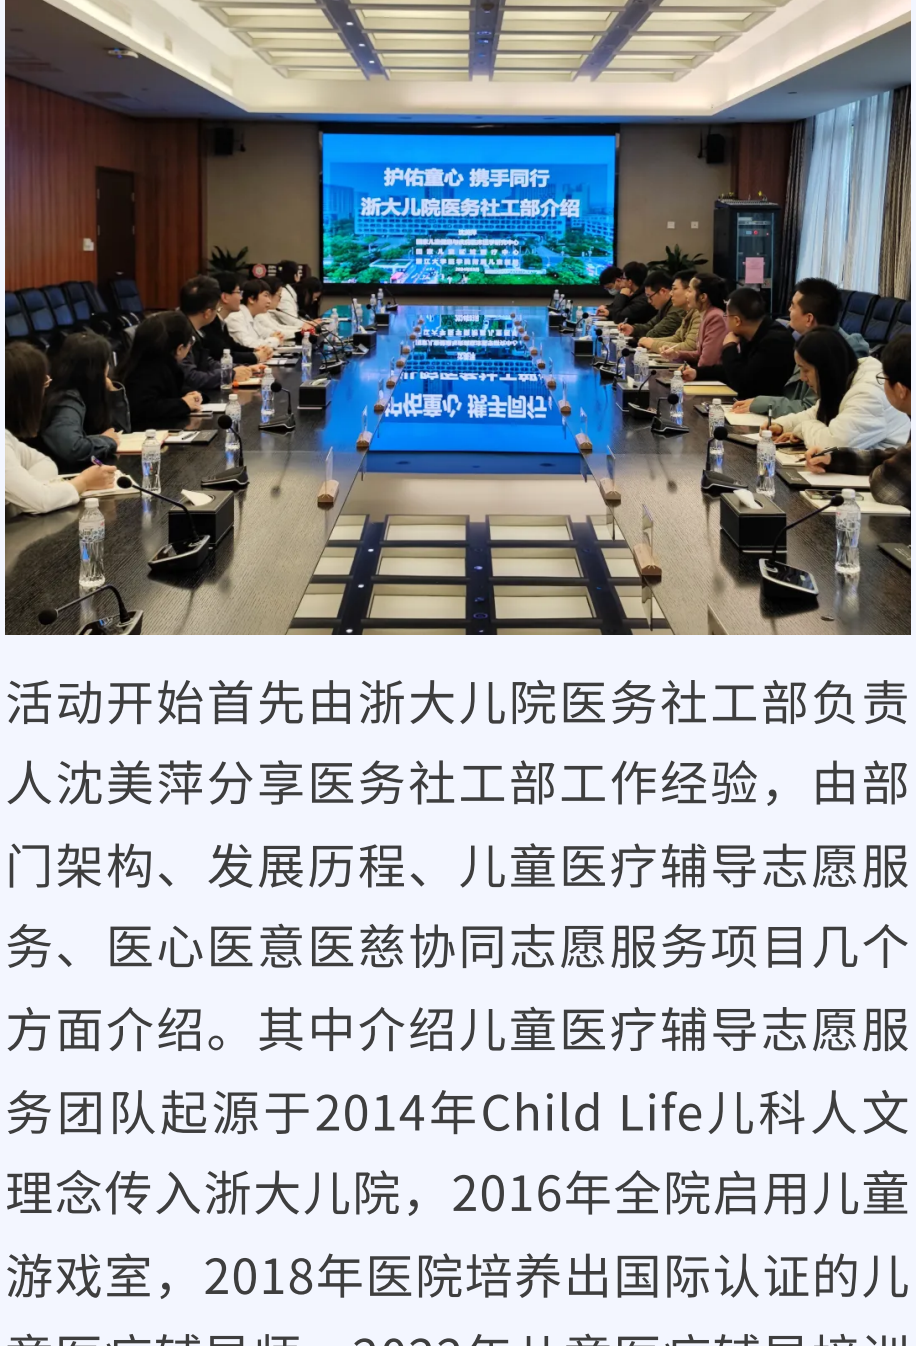 护佑童心 携手同行
浙大儿院医务社工部介绍
活动开始首先由浙大儿院医务社工部负责
人沈美萍分享医务社工部工作经验，由部
门架构、发展历程、儿童医疗辅导志愿服
务、医心医意医慈协同志愿服务项目几个
方面介绍。其中介绍儿童医疗辅导志愿服
务团队起源于2014年Child Life儿科人文
理念传入浙大儿院，2016年全院启用儿童
游戏室，2018年医院培养出国际认证的儿